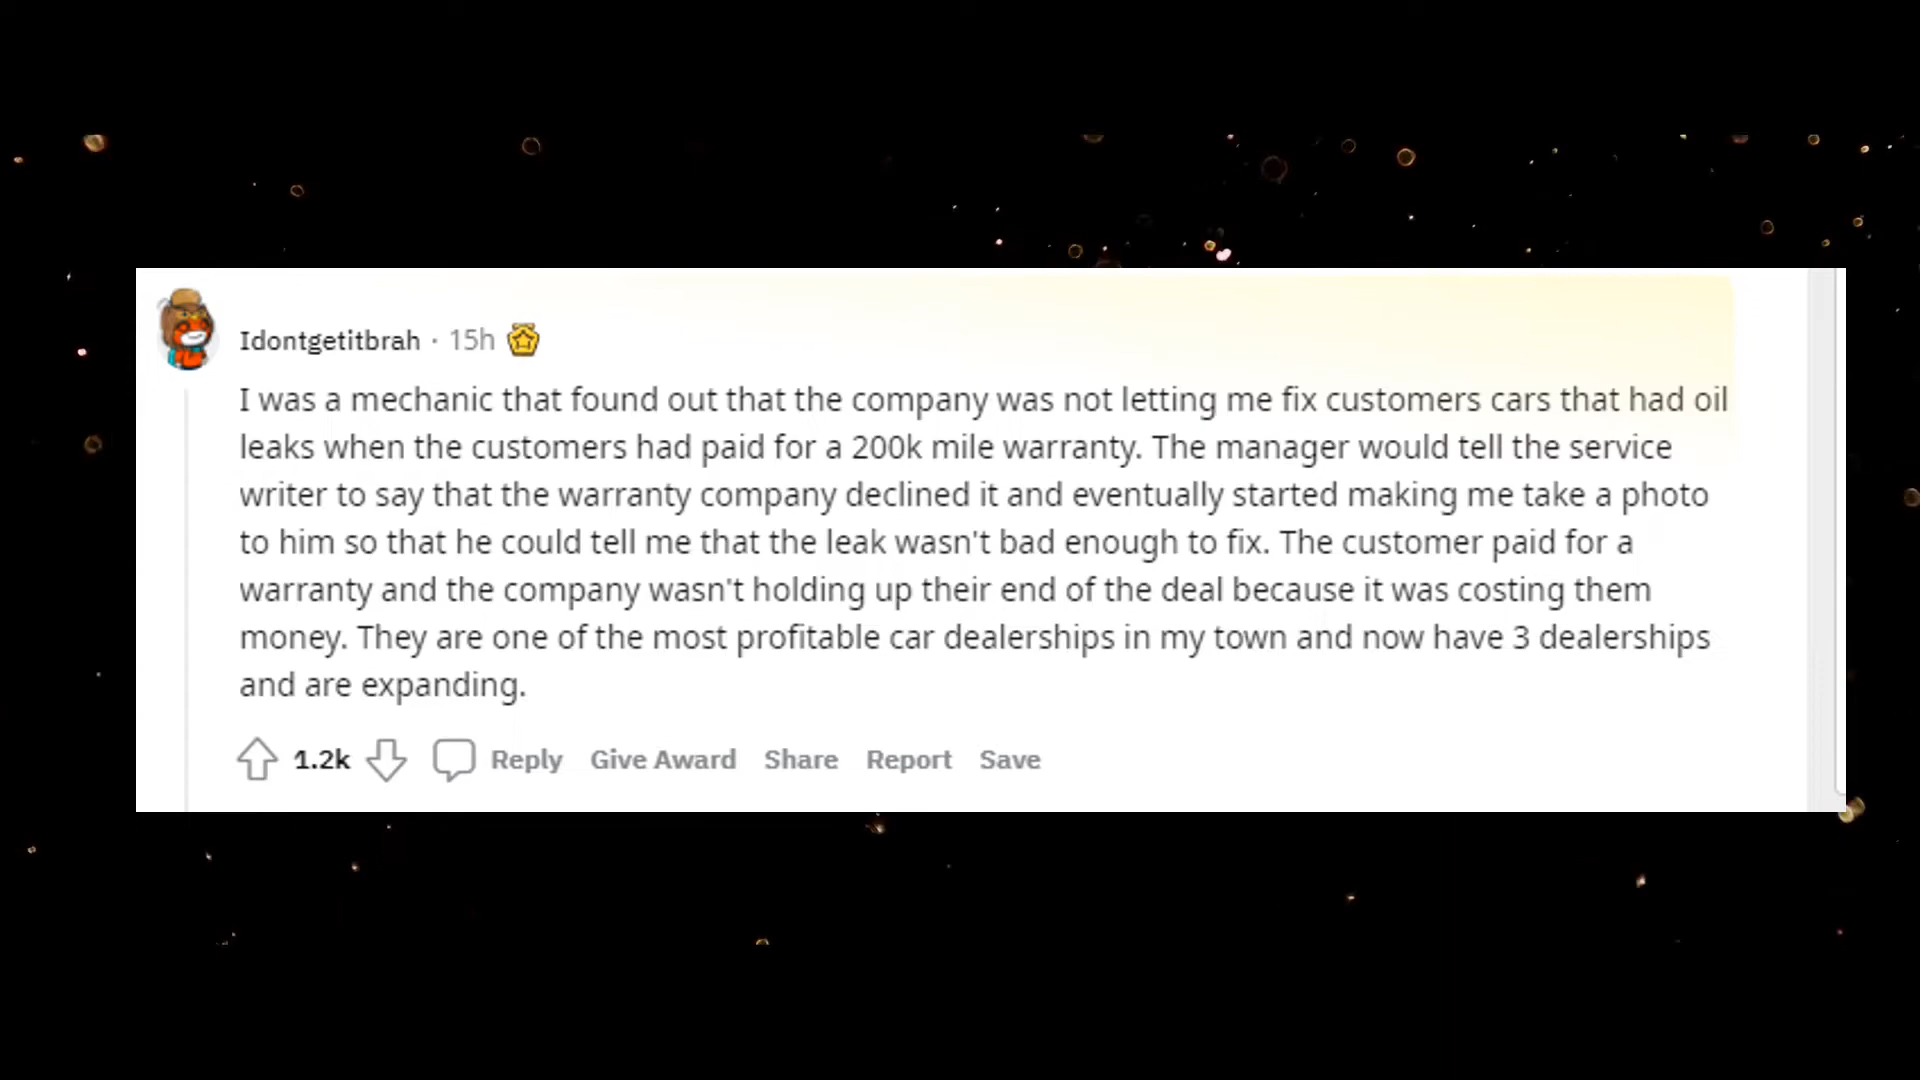 Idontgetitbrah · 15h
I was a mechanic that found out that the company was not letting me fix customers cars that had oil
leaks when the customers had paid for a 200k mile warranty. The manager would tell the service
writer to say that the warranty company declined it and eventually started making me take a photo
to him so that he could tell me that the leak wasn't bad enough to fix. The customer paid for a
warranty and the company wasn't holding up their end of the deal because it was costing them
money. They are one of the most profitable car dealerships in my town and now have 3 dealerships
and are expanding.
1.2k Reply Give Award Share Report Save